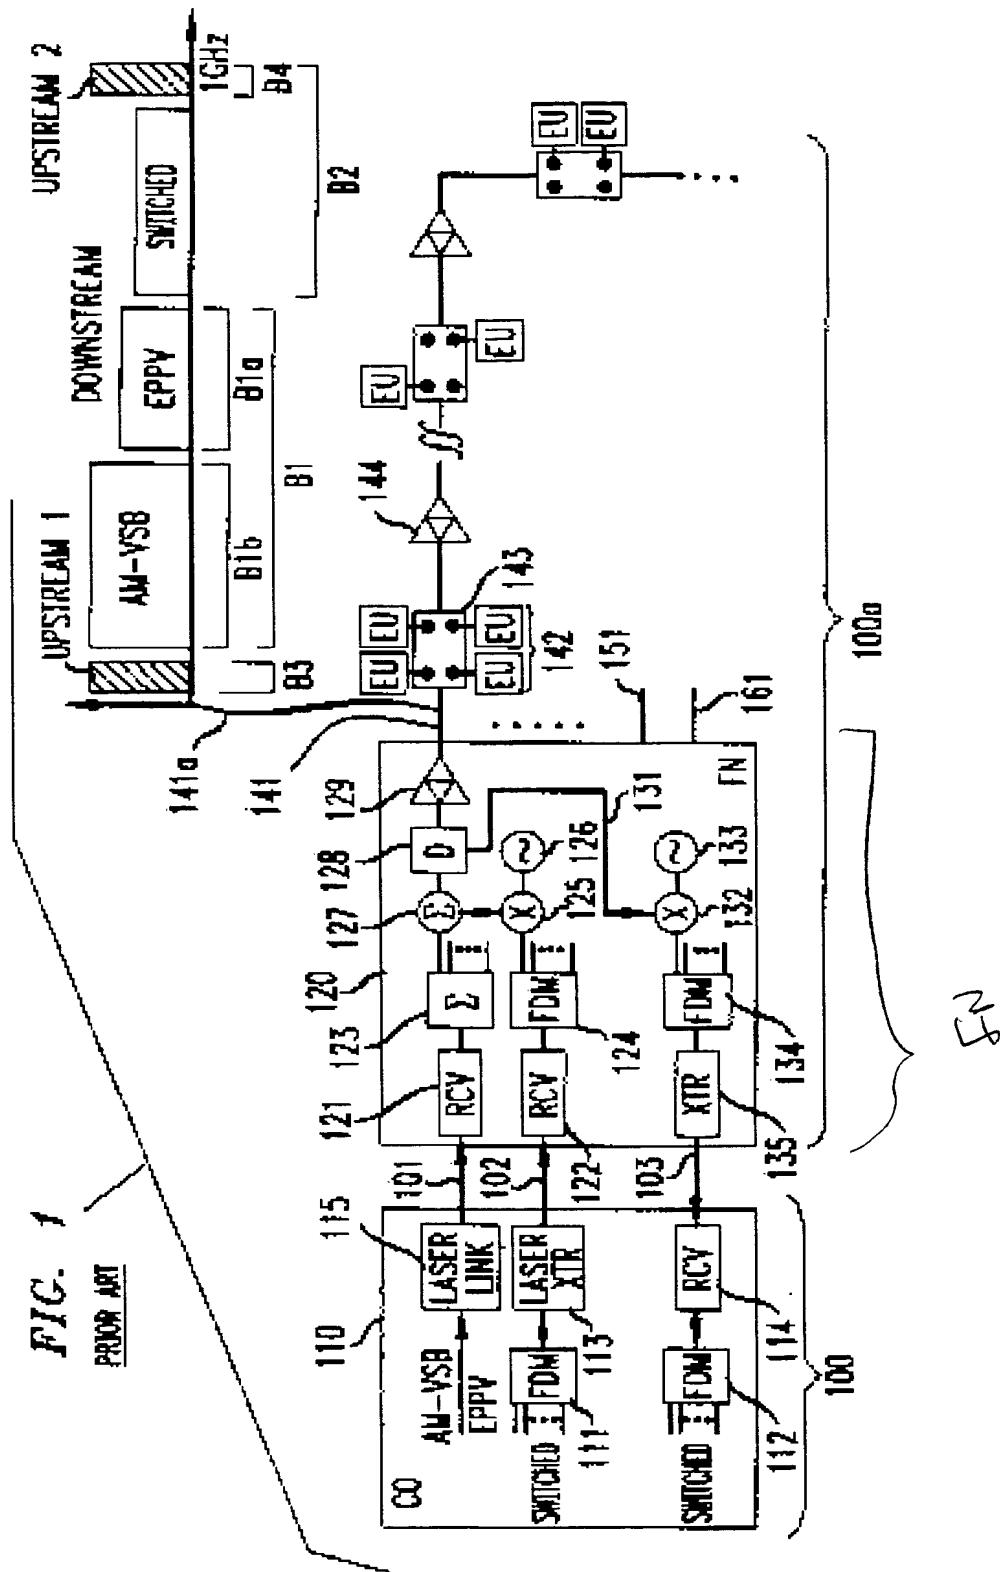 FIG. 1
PRIOR ART
UPSTREAM 1
DOWNSTREAM
UPSTREAM 2
AM-VSB
EPPV
SWITCHED
1GHz
B3
B1b
B1a
B4
B1
B2
141a
141
EU
EU
EU
EU
142
143
144
EU
EU
EU
EU
151
161
110
CO
AM-VSB
EPPV
115
LASER
LINK
101
SWITCHED
FDM
111
LASER
XTR
113
102
SWITCHED
FDM
112
RCV
114
103
100
120
121
RCV
123
Σ
127
Σ
128
D
129
122
RCV
FDM
124
X
125
~
126
131
135
XTR
FDM
134
X
132
~
133
FN
100a
FN